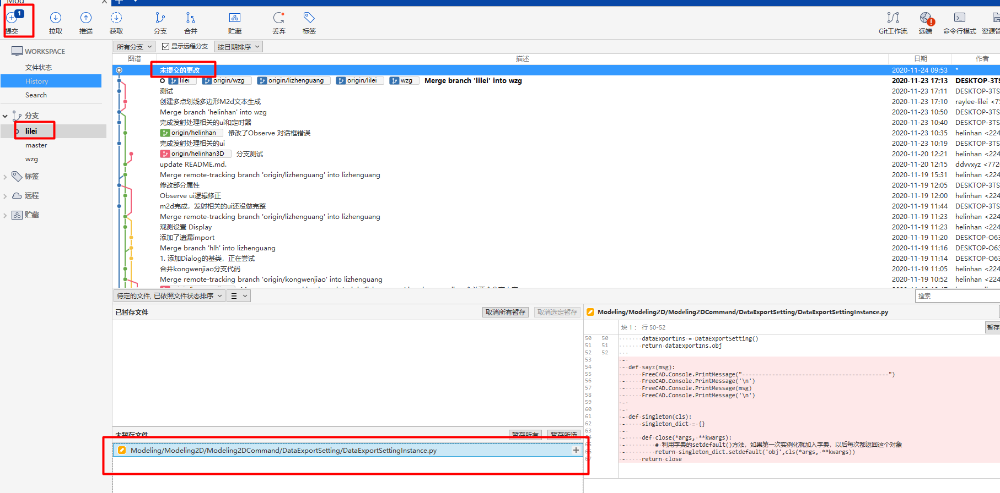 Mod
1
提交
拉取
推送
获取
分支
合并
贮藏
丢弃
标签
Git工作流
远端
命令行模式
WORKSPACE
文件状态
History
Search
分支
lilei
master
wzg
标签
远程
贮藏
所有分支
显示远程分支
按日期排序
图谱 描述 日期 作者
未提交的更改 2020-11-24 09:53 *
lilei origin/wzg origin/lizhenguang origin/lilei wzg Merge branch 'lilei' into wzg 2020-11-23 17:13 DESKTOP-3TS
测试 2020-11-23 17:11 DESKTOP-3TS
创建多点划线多边形M2d文本生成 2020-11-23 17:10 raylee-lilei <75
Merge branch 'helinhan' into wzg 2020-11-23 10:50 DESKTOP-3TS
完成发射处理相关的ui和定时器 2020-11-23 10:40 DESKTOP-3TS
origin/helinhan 修改了Observe 对话框错误 2020-11-23 10:35 helinhan <224
完成发射处理相关的ui 2020-11-23 10:19 DESKTOP-3TS
origin/helinhan3D 分支测试 2020-11-20 12:21 helinhan <224
update README.md. 2020-11-20 12:15 ddvvxyz <772
Merge remote-tracking branch 'origin/lizhenguang' into lizhenguang 2020-11-19 15:31 helinhan <224
修改部分属性 2020-11-19 12:05 DESKTOP-3TS
Observe ui逻辑修正 2020-11-19 12:00 helinhan <224
m2d完成，发射相关的ui还没做完整 2020-11-19 11:44 DESKTOP-3TS
Merge remote-tracking branch 'origin/lizhenguang' into lizhenguang 2020-11-19 11:23 helinhan <224
观测设置 Display 2020-11-19 11:23 helinhan <224
添加了遗漏import 2020-11-19 11:20 DESKTOP-O63
Merge branch 'hlh' into lizhenguang 2020-11-19 11:16 DESKTOP-O63
1. 添加Dialog的基类，正在尝试 2020-11-19 11:14 DESKTOP-O63
合并kongwenjiao分支代码 2020-11-19 11:05 helinhan <224
Merge remote-tracking branch 'origin/kongwenjiao' into lizhenguang 2020-11-19 10:52 helinhan <224
待定的文件, 已依照文件状态排序
搜索
已暂存文件
取消所有暂存
取消选定暂存
未暂存文件
暂存所有
暂存所选
Modeling/Modeling2D/Modeling2DCommand/DataExportSetting/DataExportSettingInstance.py
Modeling/Modeling2D/Modeling2DCommand/DataExportSetting/DataExportSettingInstance.py
块 1： 行 50-52
暂存
50 50 dataExportIns = DataExportSetting()
51 51 return dataExportIns.obj
52 52
53 -
54 - def sayz(msg):
55 - FreeCAD.Console.PrintMessage("--------------------------------------------")
56 - FreeCAD.Console.PrintMessage('\n')
57 - FreeCAD.Console.PrintMessage(msg)
58 - FreeCAD.Console.PrintMessage('\n')
59 -
60 -
61 - def singleton(cls):
62 - singleton_dict = {}
63 -
- def close(*args, **kwargs):
- # 利用字典的setdefault()方法，如果第一次实例化就加入字典，以后每次都返回这个对象
- return singleton_dict.setdefault('obj',cls(*args, **kwargs))
- return close